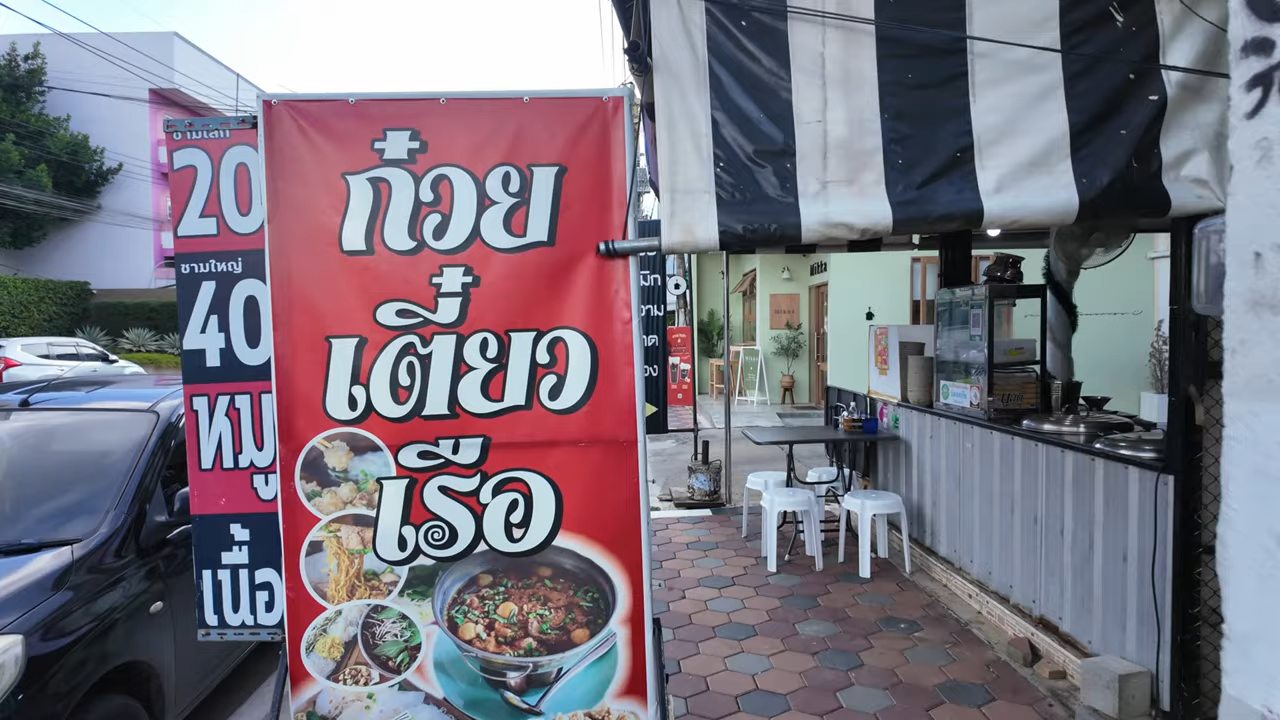 ชามเล็ก
20
ชามใหญ่
40
หมู
เนื้อ
ก๋วย
เตี๋ยว
เรือ
Mikka